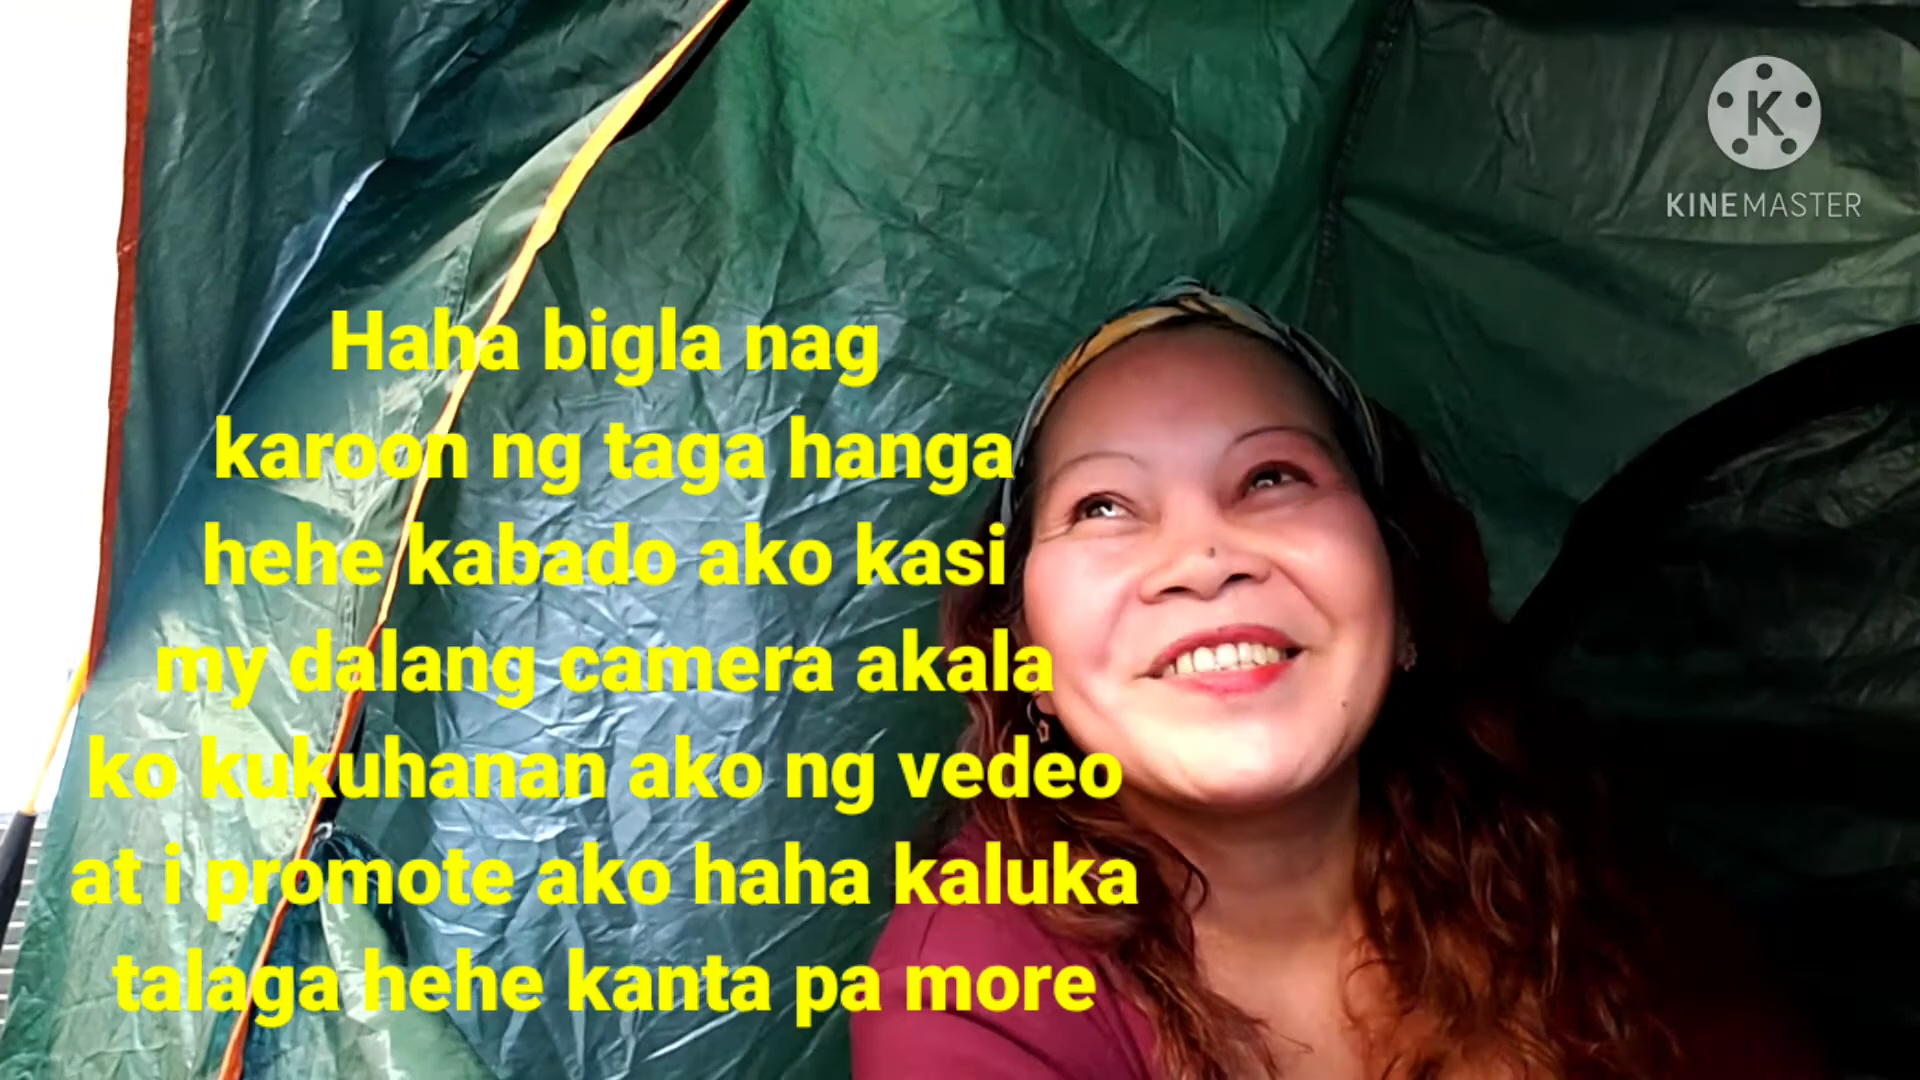 K
KINEMASTER
Haha bigla nag
karoon ng taga hanga
hehe kabado ako kasi
my dalang camera akala
ko kukuhanan ako ng vedeo
at i promote ako haha kaluka
talaga hehe kanta pa more